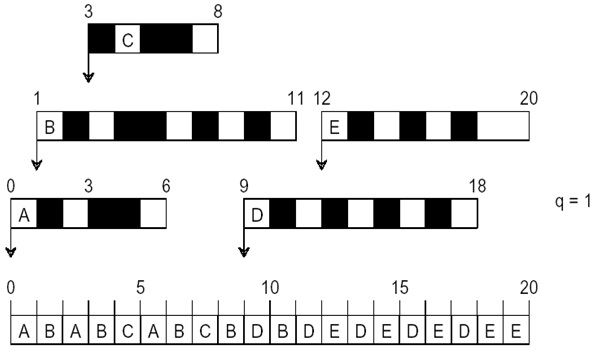 3 8
C
1 11 12 20
B E
0 3 6 9 18
A D q = 1
0 5 10 15 20
A B A B C A B C B D B D E D E D E D E E